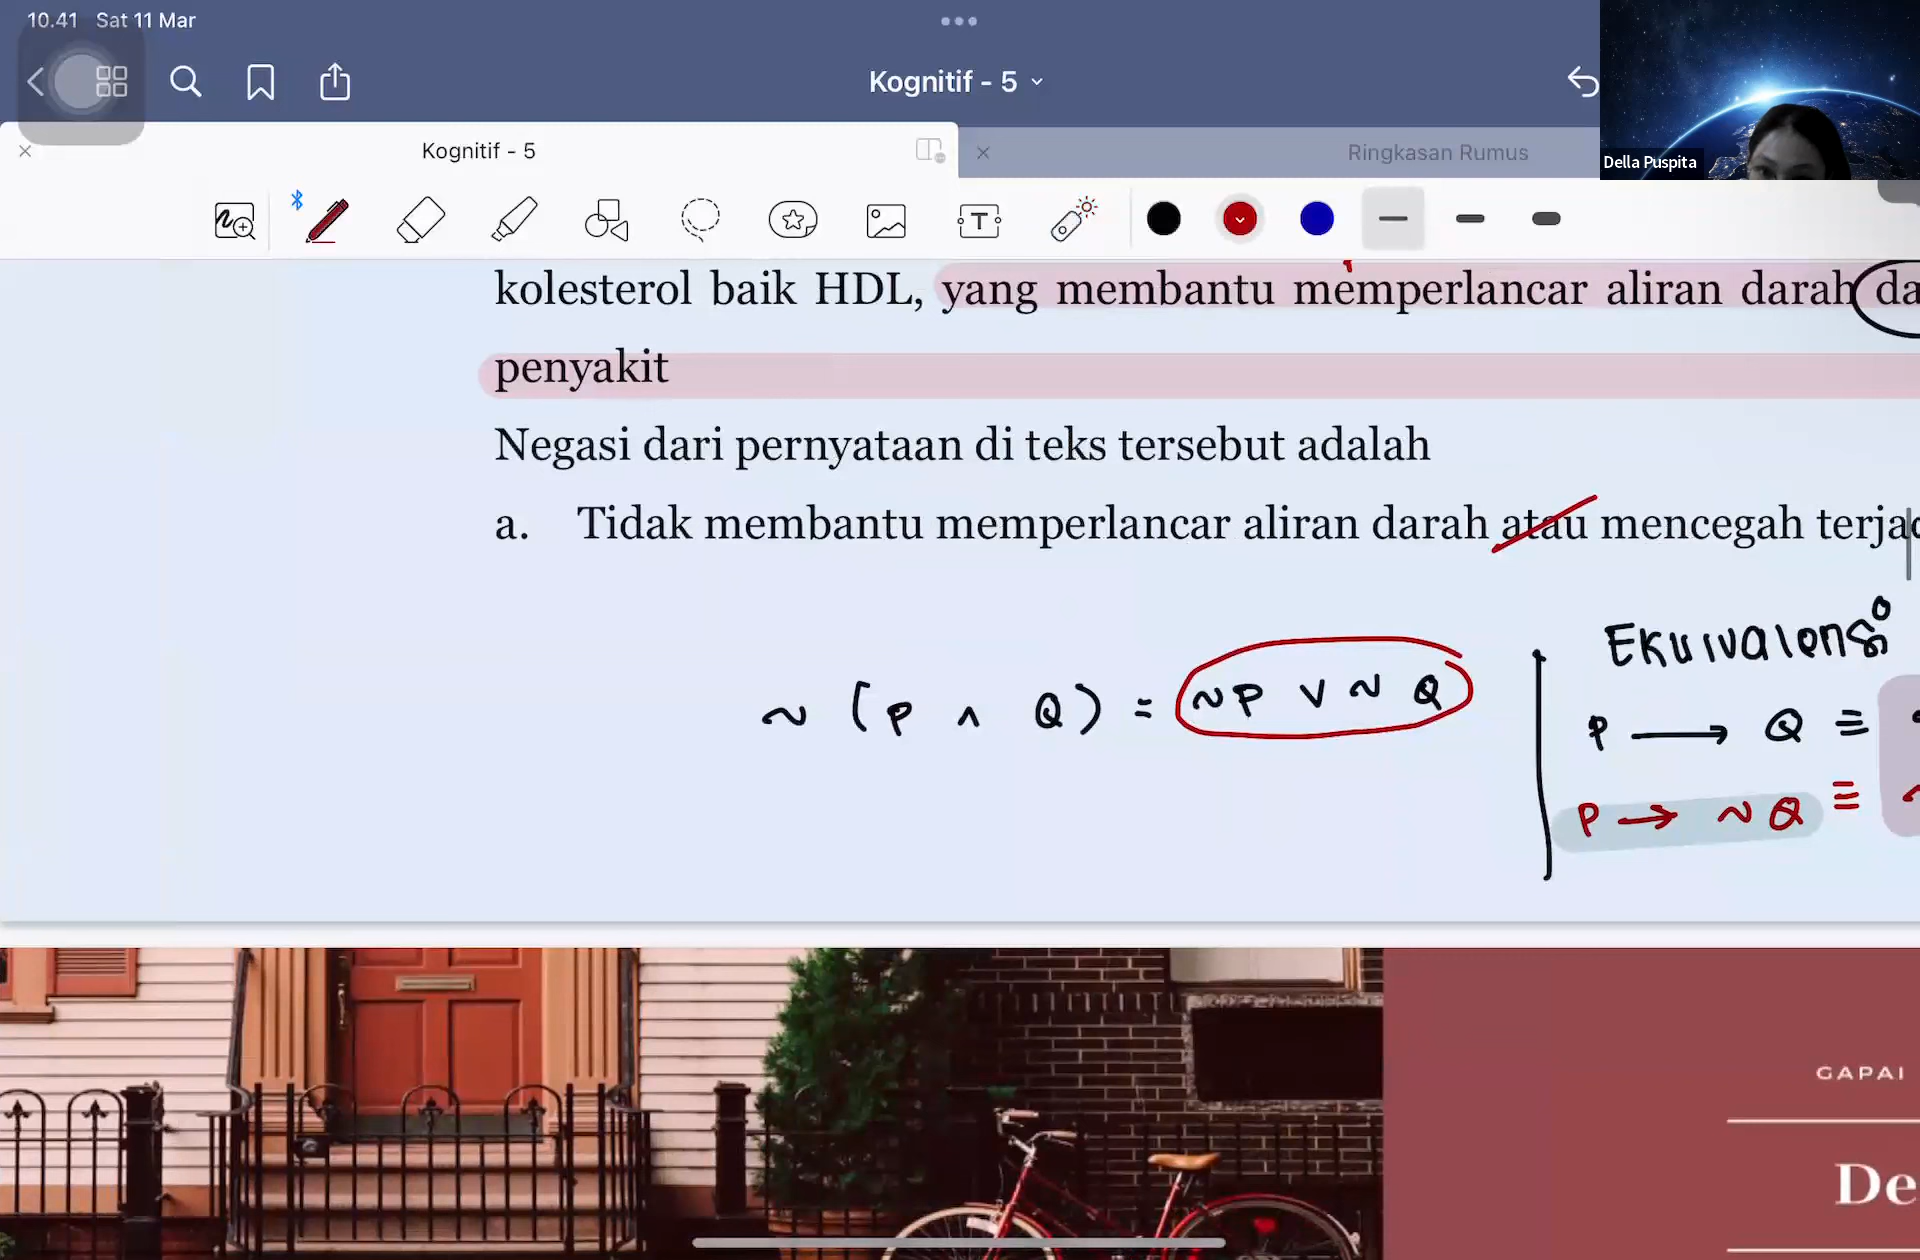 10.41 Sat 11 Mar
Kognitif - 5
Della Puspita
Kognitif - 5
Ringkasan Rumus
kolesterol baik HDL, yang membantu memperlancar aliran darah da
penyakit
Negasi dari pernyataan di teks tersebut adalah
a. Tidak membantu memperlancar aliran darah atau mencegah terjad
Ekuivalensi
~ (P ∧ Q) = ~P ∨ ~ Q
P → Q ≡
P → ~Q ≡ ~
GAPAI
De